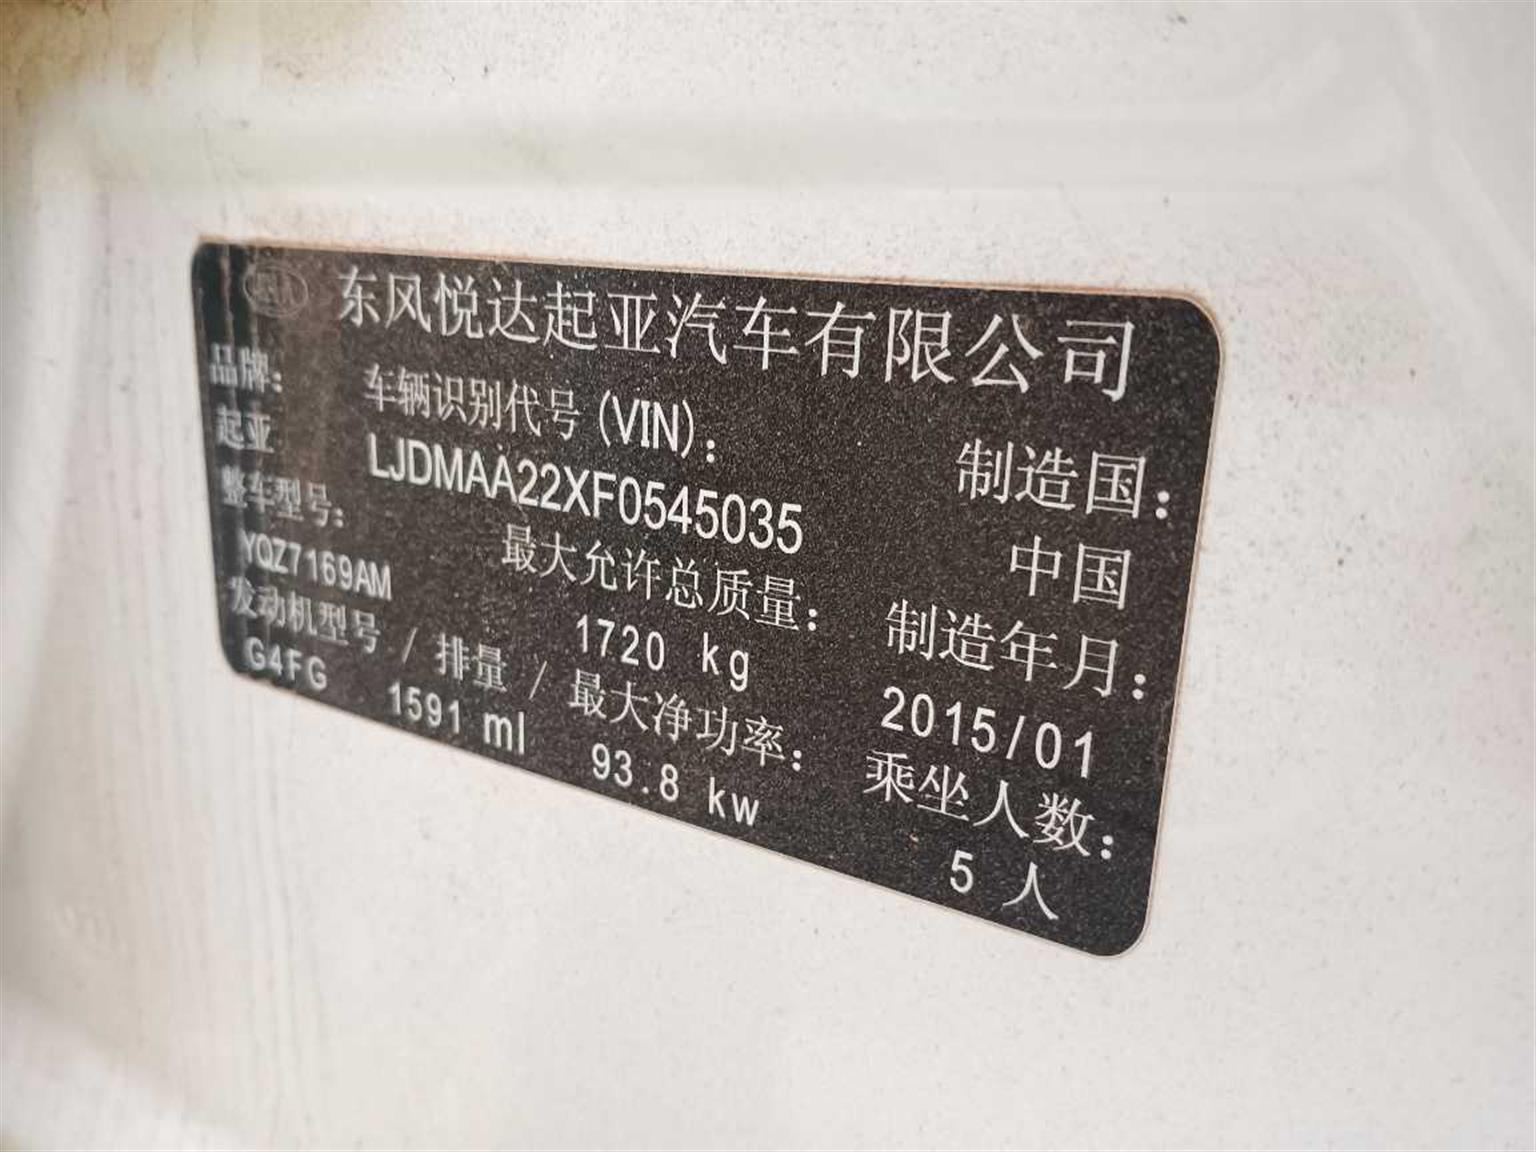 东风悦达起亚汽车有限公司
品牌: 车辆识别代号(VIN): 制造国:
起亚 LJDMAA22XF0545035 中国
整车型号: 最大允许总质量: 制造年月:
YQZ7169AM 1720 kg 2015/01
发动机型号 / 排量 / 最大净功率: 乘坐人数:
G4FG 1591 ml 93.8 kw 5 人